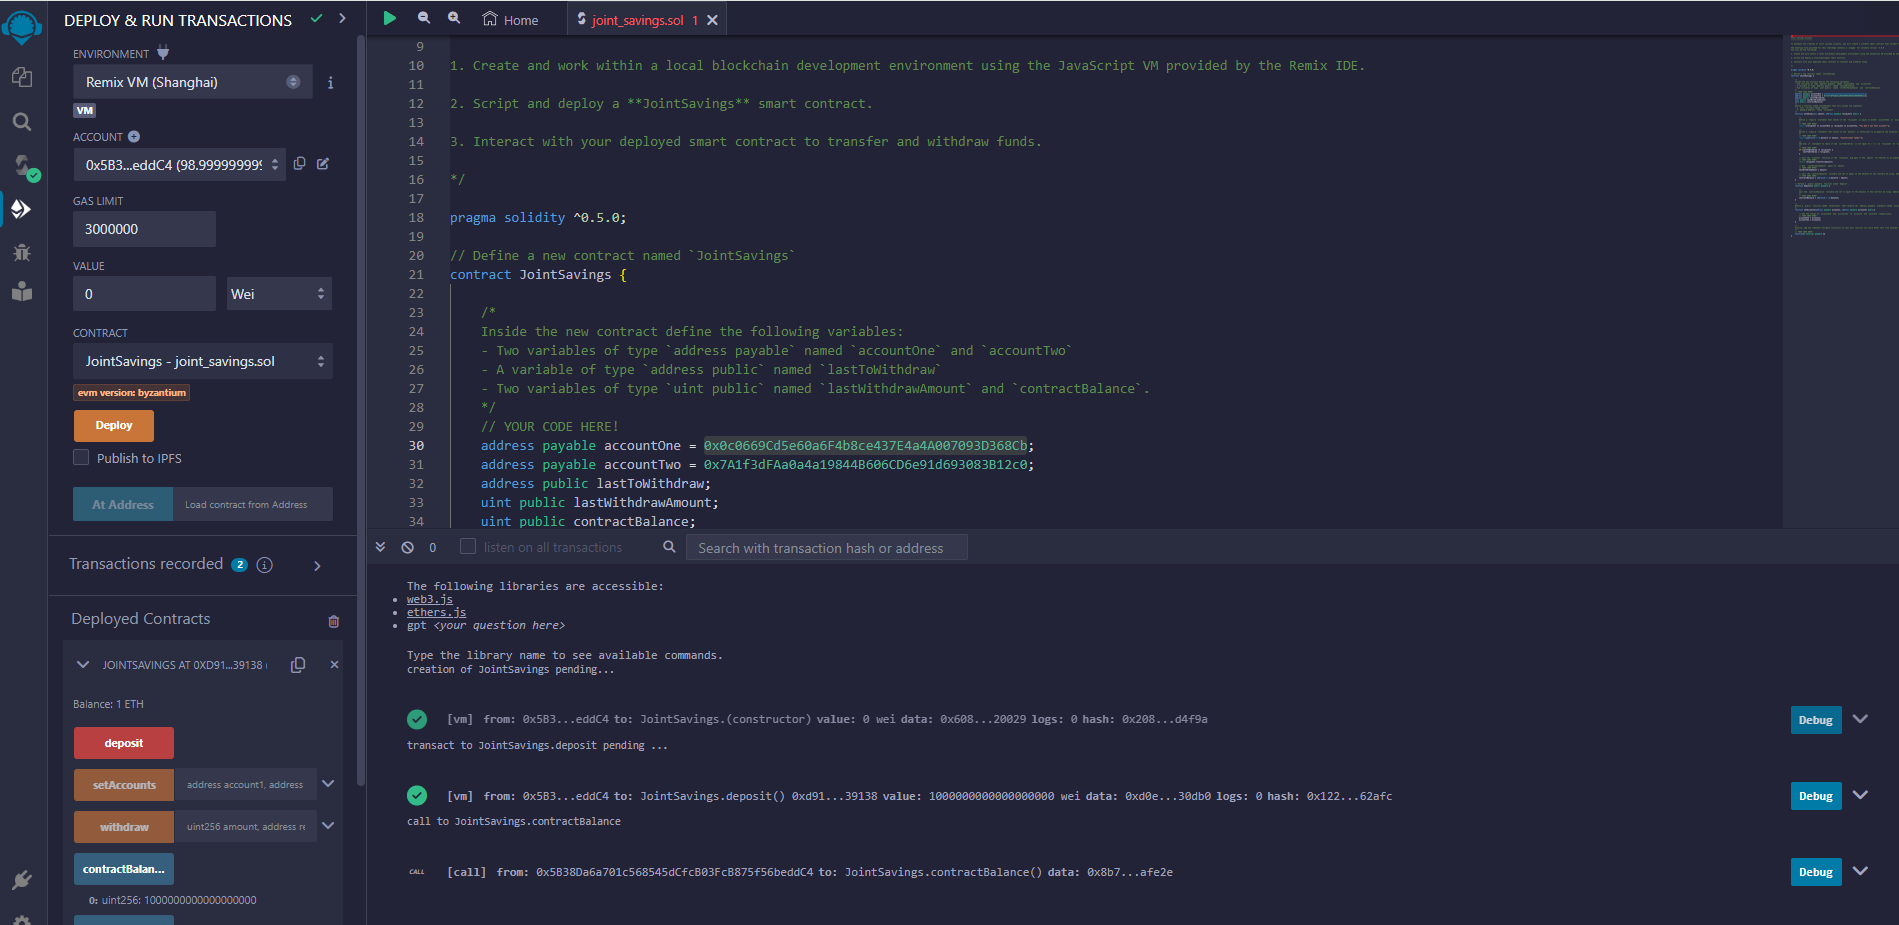 DEPLOY & RUN TRANSACTIONS
ENVIRONMENT
Remix VM (Shanghai)
VM
ACCOUNT
0x5B3...eddC4 (98.9999999999
GAS LIMIT
3000000
VALUE
0
Wei
CONTRACT
JointSavings - joint_savings.sol
evm version: byzantium
Deploy
Publish to IPFS
At Address
Load contract from Address
Transactions recorded 2
Deployed Contracts
JOINTSAVINGS AT 0XD91...39138 (
Balance: 1 ETH
deposit
setAccounts
address account1, address
withdraw
uint256 amount, address re
contractBalan...
0: uint256: 1000000000000000000
Home
joint_savings.sol 1
9
10 1. Create and work within a local blockchain development environment using the JavaScript VM provided by the Remix IDE.
11
12 2. Script and deploy a **JointSavings** smart contract.
13
14 3. Interact with your deployed smart contract to transfer and withdraw funds.
15
16 */
17
18 pragma solidity ^0.5.0;
19
20 // Define a new contract named `JointSavings`
21 contract JointSavings {
22
23 /*
24 Inside the new contract define the following variables:
25 - Two variables of type `address payable` named `accountOne` and `accountTwo`
26 - A variable of type `address public` named `lastToWithdraw`
27 - Two variables of type `uint public` named `lastWithdrawAmount` and `contractBalance`.
28 */
29 // YOUR CODE HERE!
30 address payable accountOne = 0x0c0669Cd5e60a6F4b8ce437E4a4A007093D368Cb;
31 address payable accountTwo = 0x7A1f3dFAa0a4a19844B606CD6e91d693083B12c0;
32 address public lastToWithdraw;
33 uint public lastWithdrawAmount;
34 uint public contractBalance;
0
listen on all transactions
Search with transaction hash or address
The following libraries are accessible:
• web3.js
• ethers.js
• gpt <your question here>
Type the library name to see available commands.
creation of JointSavings pending...
[vm] from: 0x5B3...eddC4 to: JointSavings.(constructor) value: 0 wei data: 0x608...20029 logs: 0 hash: 0x208...d4f9a
Debug
transact to JointSavings.deposit pending ...
[vm] from: 0x5B3...eddC4 to: JointSavings.deposit() 0xd91...39138 value: 1000000000000000000 wei data: 0xd0e...30db0 logs: 0 hash: 0x122...62afc
Debug
call to JointSavings.contractBalance
CALL [call] from: 0x5B38Da6a701c568545dCfcB03FcB875f56beddC4 to: JointSavings.contractBalance() data: 0x8b7...afe2e
Debug